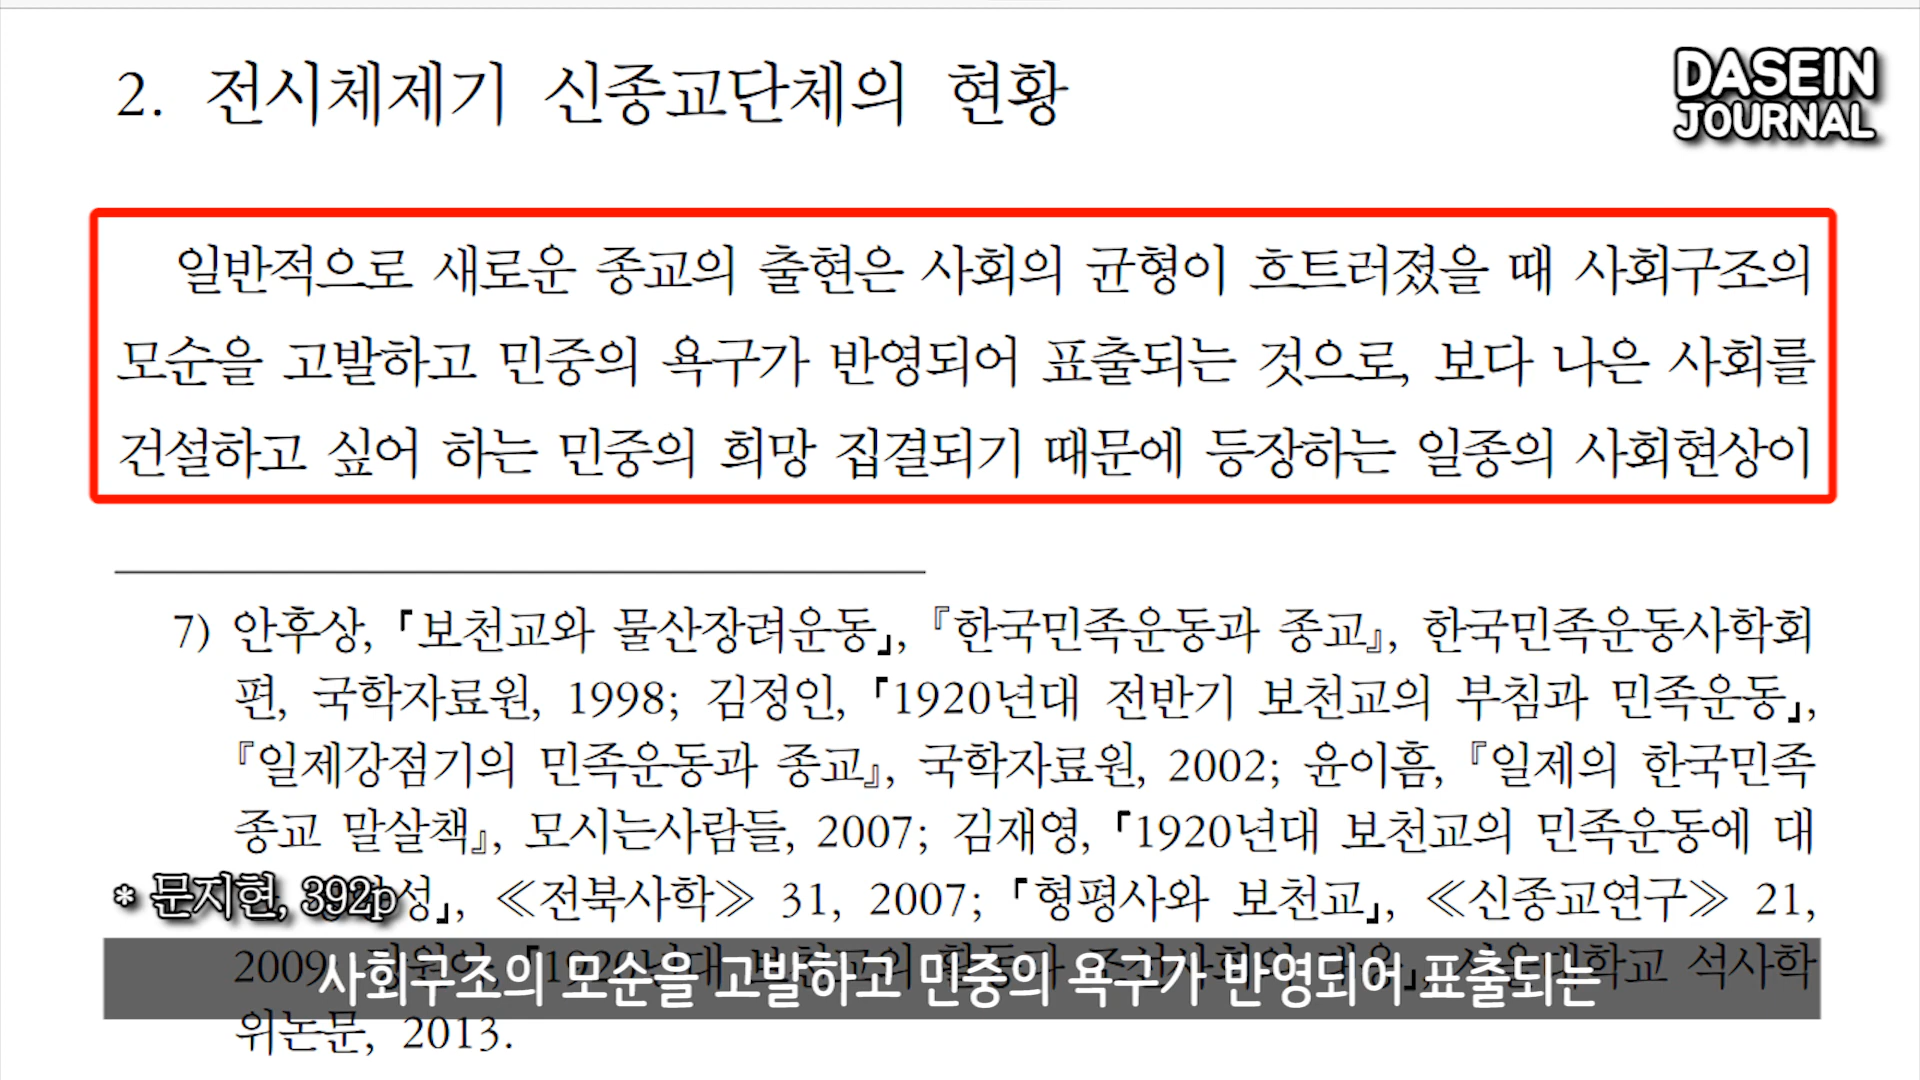 2. 전시체제기 신종교단체의 현황
DASEIN
JOURNAL
일반적으로 새로운 종교의 출현은 사회의 균형이 흐트러졌을 때 사회구조의
모순을 고발하고 민중의 욕구가 반영되어 표출되는 것으로, 보다 나은 사회를
건설하고 싶어 하는 민중의 희망 집결되기 때문에 등장하는 일종의 사회현상이
7) 안후상, 「보천교와 물산장려운동」, 『한국민족운동과 종교』, 한국민족운동사학회
편, 국학자료원, 1998; 김정인, 「1920년대 전반기 보천교의 부침과 민족운동」,
『일제강점기의 민족운동과 종교』, 국학자료원, 2002; 윤이흠, 『일제의 한국민족
종교 말살책』, 모시는사람들, 2007; 김재영, 「1920년대 보천교의 민족운동에 대
성」, ≪전북사학≫ 31, 2007; 「형평사와 보천교」, ≪신종교연구≫ 21,
* 문지현, 392p
2009 「1920년대 보천교의 석사학
사회구조의 모순을 고발하고 민중의 욕구가 반영되어 표출되는
위논문, 2013.